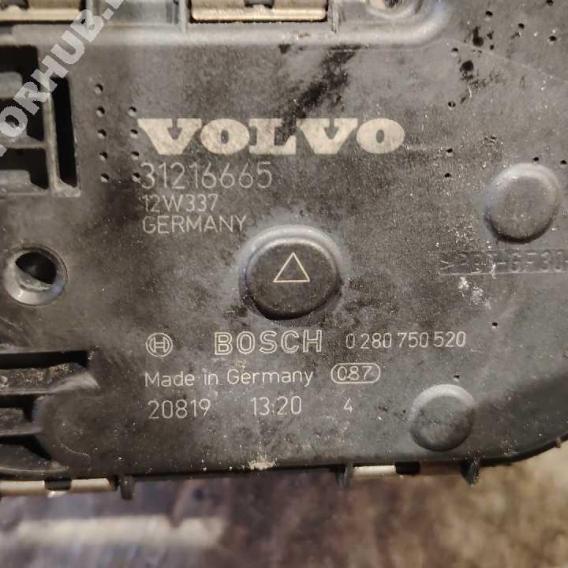 VOLVO
31216665
12W337
GERMANY
BOSCH 0 280 750 520
Made in Germany 087
20819 13:20 4